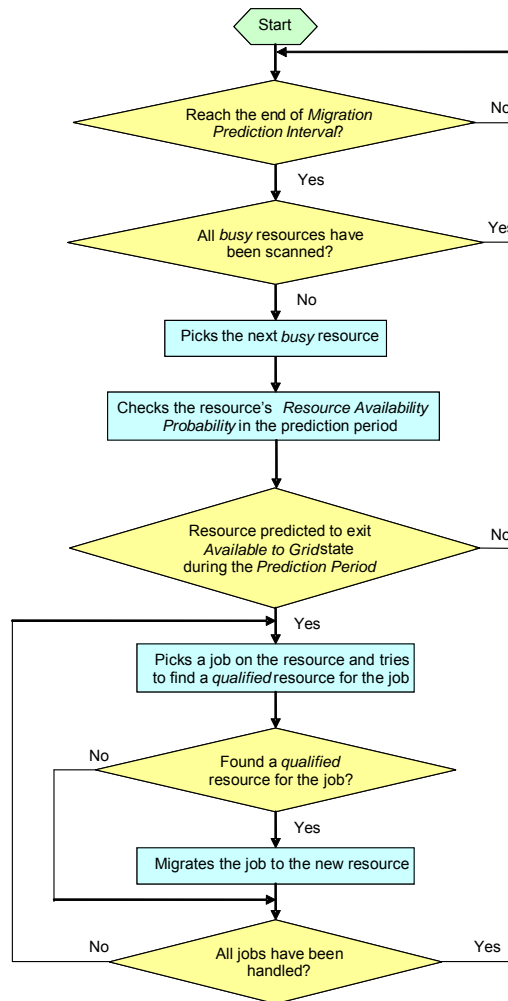 Start
Reach the end of Migration
Prediction Interval?
No
Yes
All busy resources have
been scanned?
Yes
No
Picks the next busy resource
Checks the resource's Resource Availability
Probability in the prediction period
Resource predicted to exit
Available to Grid state
during the Prediction Period
No
Yes
Picks a job on the resource and tries
to find a qualified resource for the job
No
Found a qualified
resource for the job?
Yes
Migrates the job to the new resource
No
All jobs have been
handled?
Yes